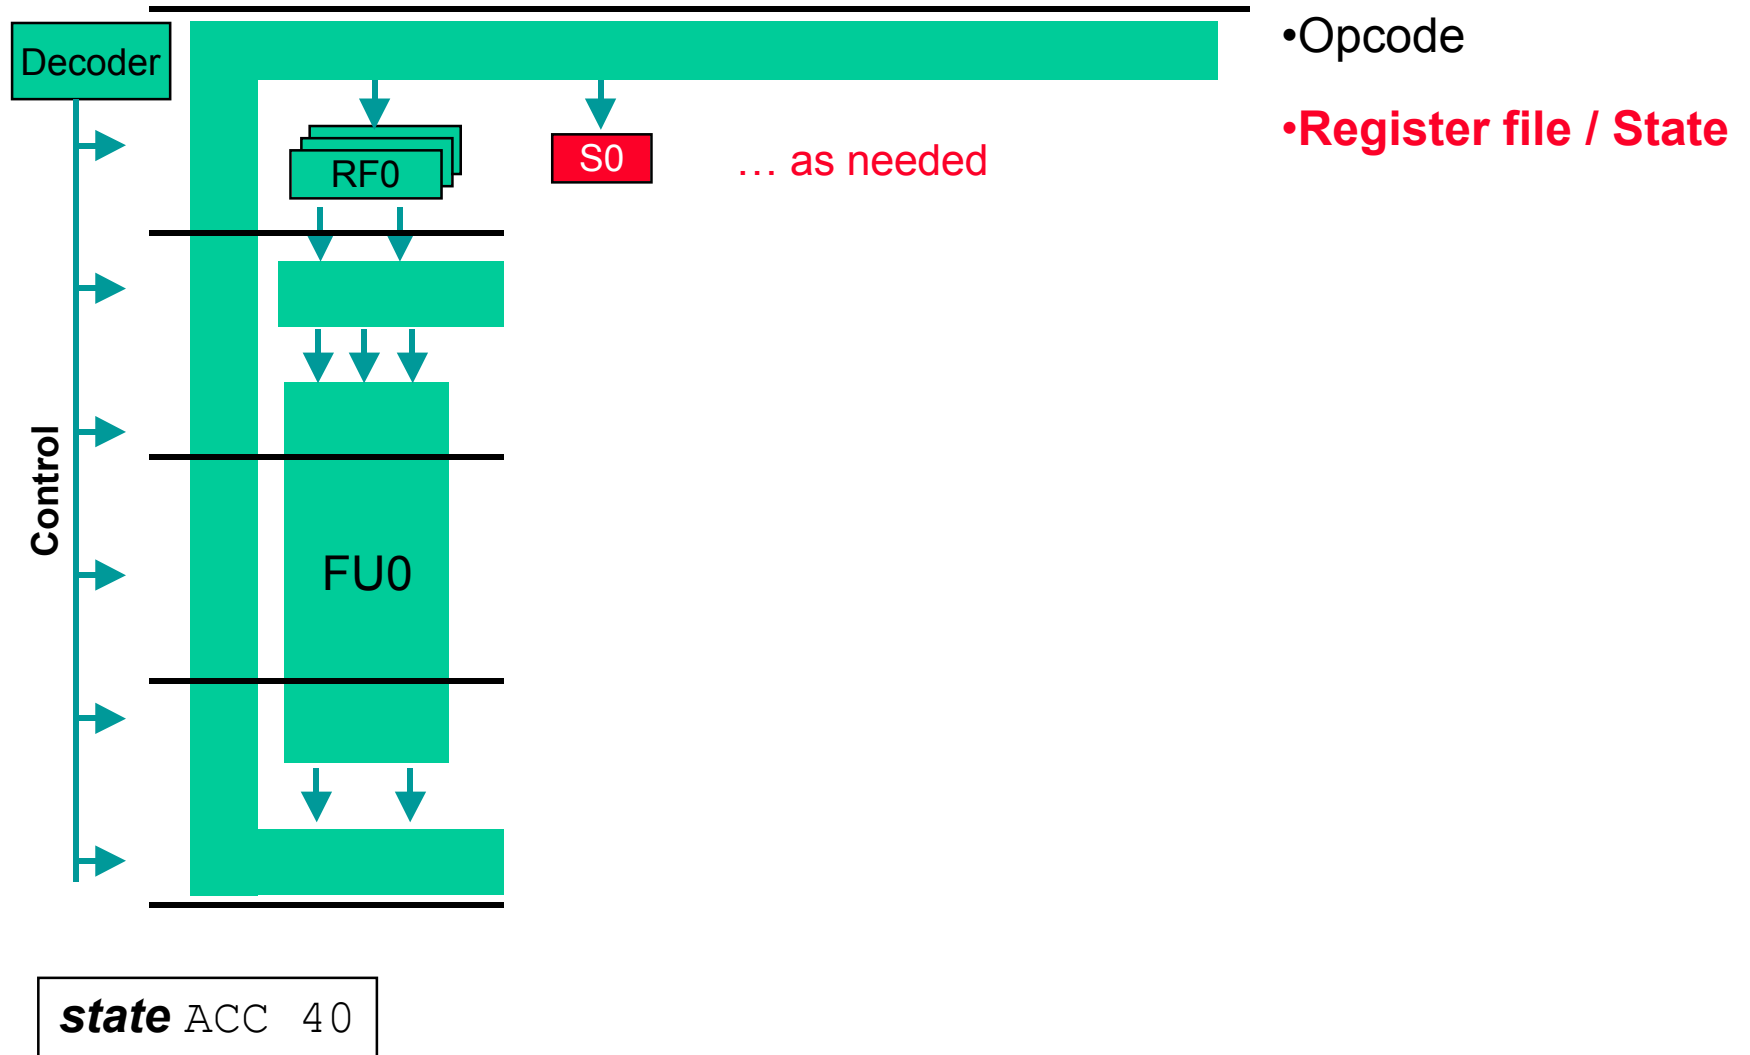 Decoder
•Opcode
•Register file / State
RF0
S0
… as needed
Control
FU0
state ACC 40